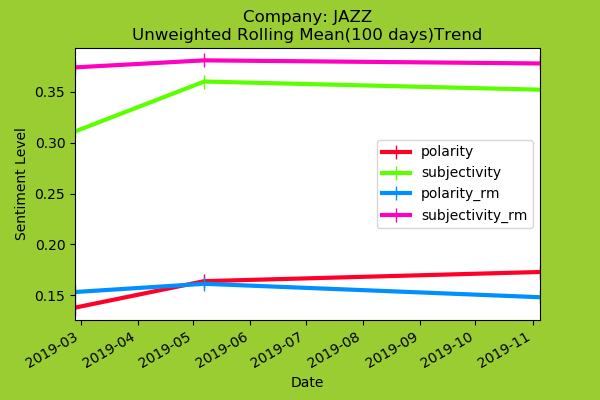 Company: JAZZ
Unweighted Rolling Mean(100 days)Trend
Sentiment Level
0.35
0.30
0.25
0.20
0.15
polarity
subjectivity
polarity_rm
subjectivity_rm
2019-03
2019-04
2019-05
2019-06
2019-07
2019-08
2019-09
2019-10
2019-11
Date